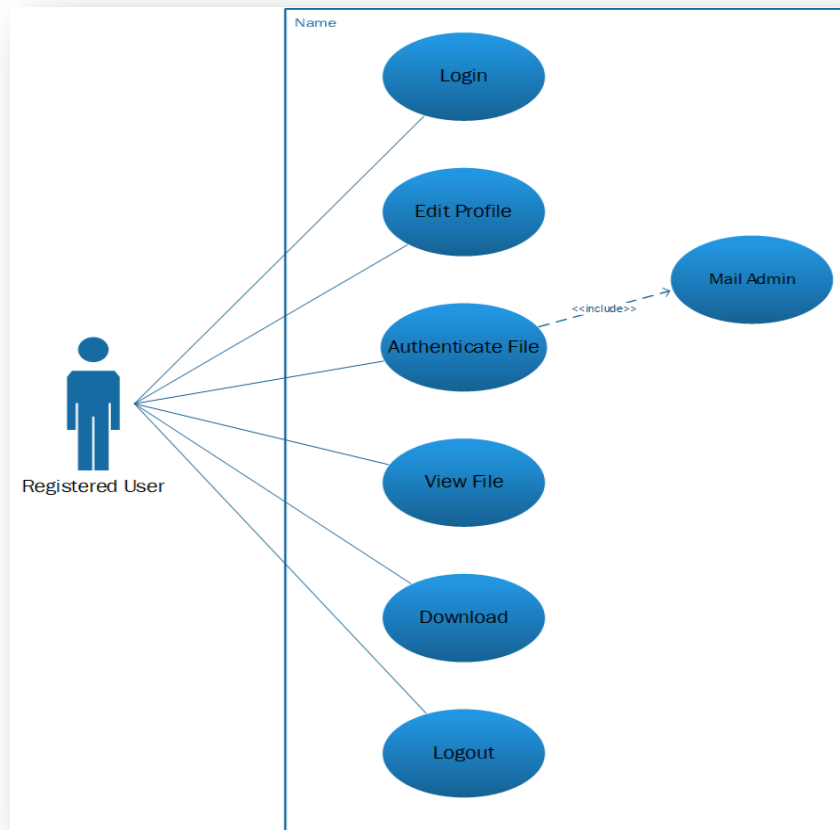 Name
Login
Edit Profile
Mail Admin
<<include>>
Authenticate File
View File
Registered User
Download
Logout